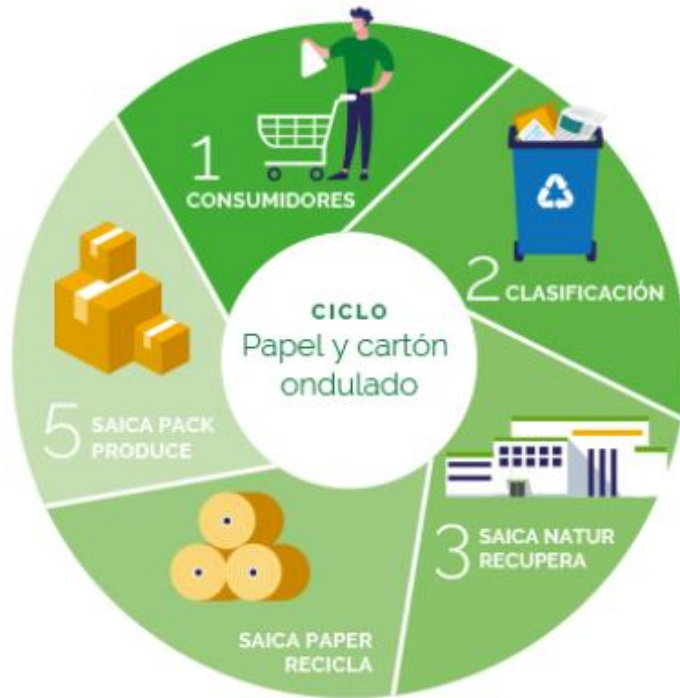 CICLO
Papel y cartón
ondulado
1
CONSUMIDORES
2 CLASIFICACIÓN
3 SAICA NATUR
RECUPERA
SAICA PAPER
RECICLA
5 SAICA PACK
PRODUCE